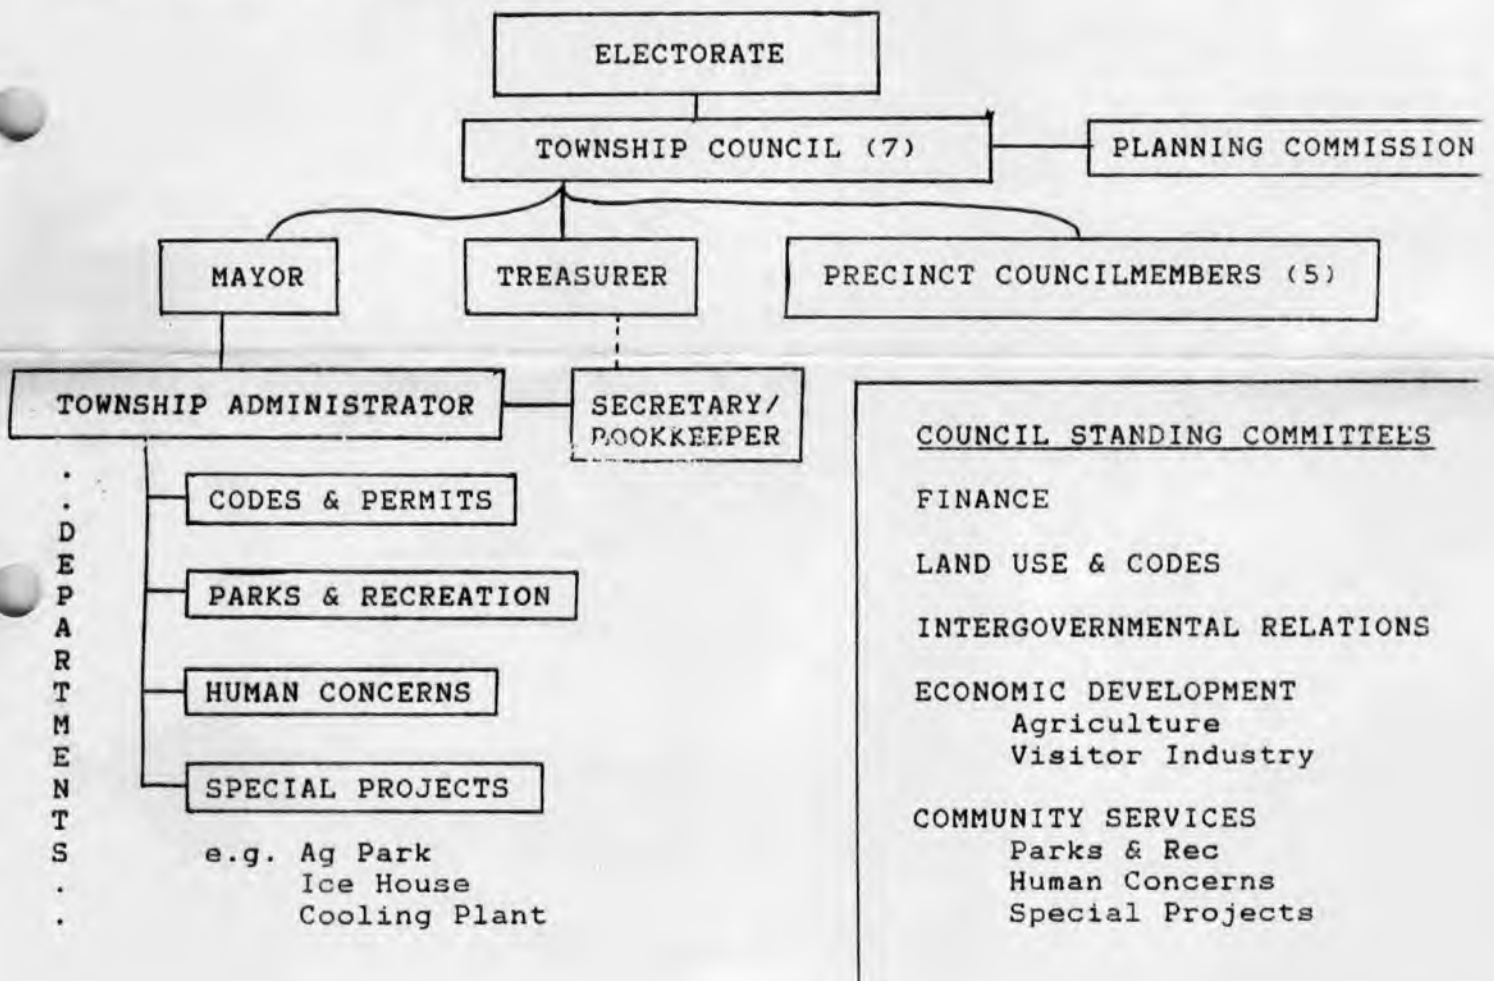 ELECTORATE
TOWNSHIP COUNCIL (7)
PLANNING COMMISSION
MAYOR
TREASURER
PRECINCT COUNCILMEMBERS (5)
TOWNSHIP ADMINISTRATOR
SECRETARY/
BOOKKEEPER
. . DEPARTMENTS . .
CODES & PERMITS
PARKS & RECREATION
HUMAN CONCERNS
SPECIAL PROJECTS
e.g. Ag Park
Ice House
Cooling Plant
COUNCIL STANDING COMMITTEES
FINANCE
LAND USE & CODES
INTERGOVERNMENTAL RELATIONS
ECONOMIC DEVELOPMENT
Agriculture
Visitor Industry
COMMUNITY SERVICES
Parks & Rec
Human Concerns
Special Projects